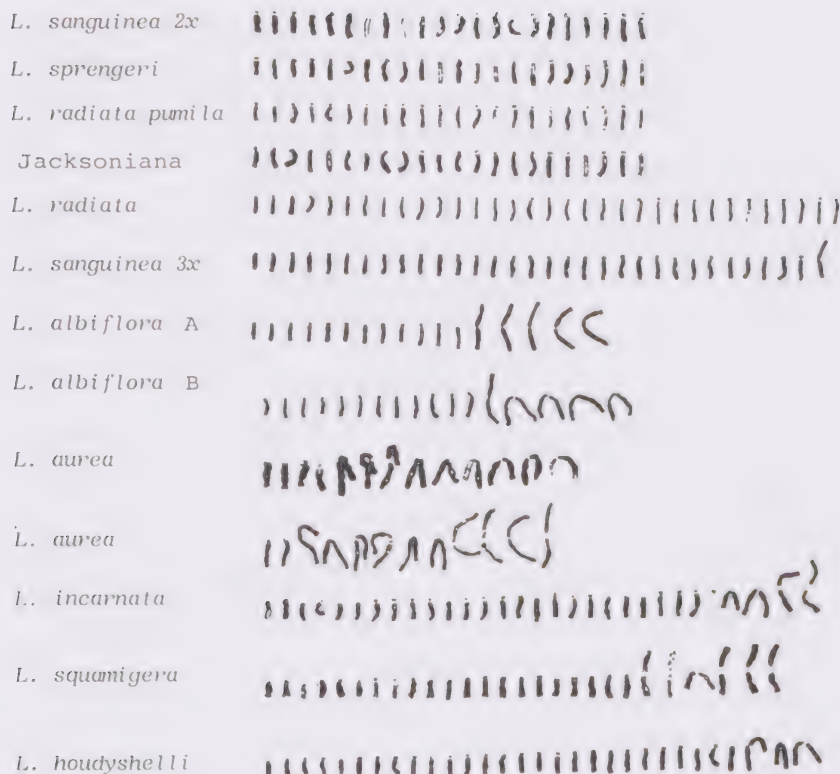 L. sanguinea 2x
L. sprengeri
L. radiata pumila
Jacksoniana
L. radiata
L. sanguinea 3x
L. albiflora A
L. albiflora B
L. aurea
L. aurea
L. incarnata
L. squamigera
L. houdyshelli